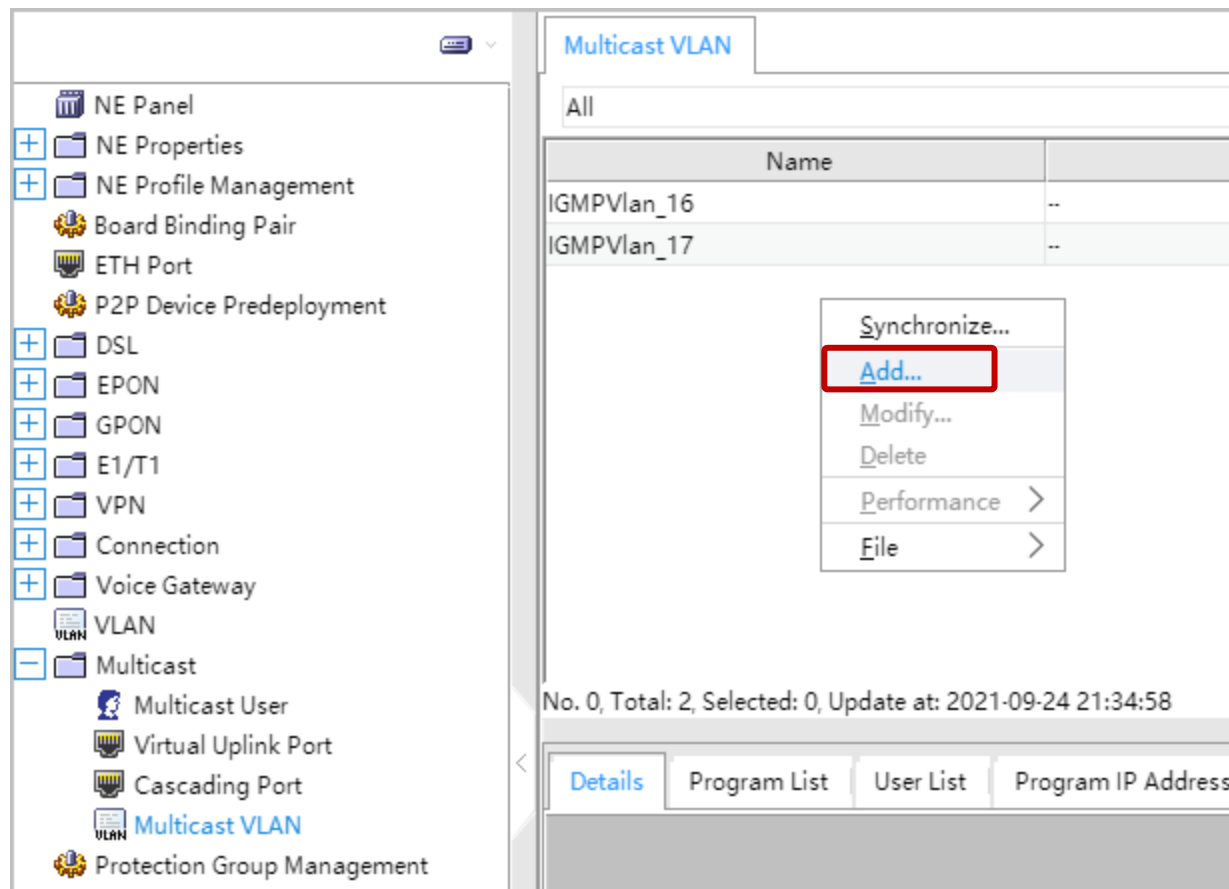 NE Panel
NE Properties
NE Profile Management
Board Binding Pair
ETH Port
P2P Device Predeployment
DSL
EPON
GPON
E1/T1
VPN
Connection
Voice Gateway
VLAN
VLAN
Multicast
Multicast User
Virtual Uplink Port
Cascading Port
VLAN
Multicast VLAN
Protection Group Management
Multicast VLAN
All
Name
IGMPVlan_16 --
IGMPVlan_17 --
Synchronize...
Add...
Modify...
Delete
Performance
File
No. 0, Total: 2, Selected: 0, Update at: 2021-09-24 21:34:58
Details Program List User List Program IP Address